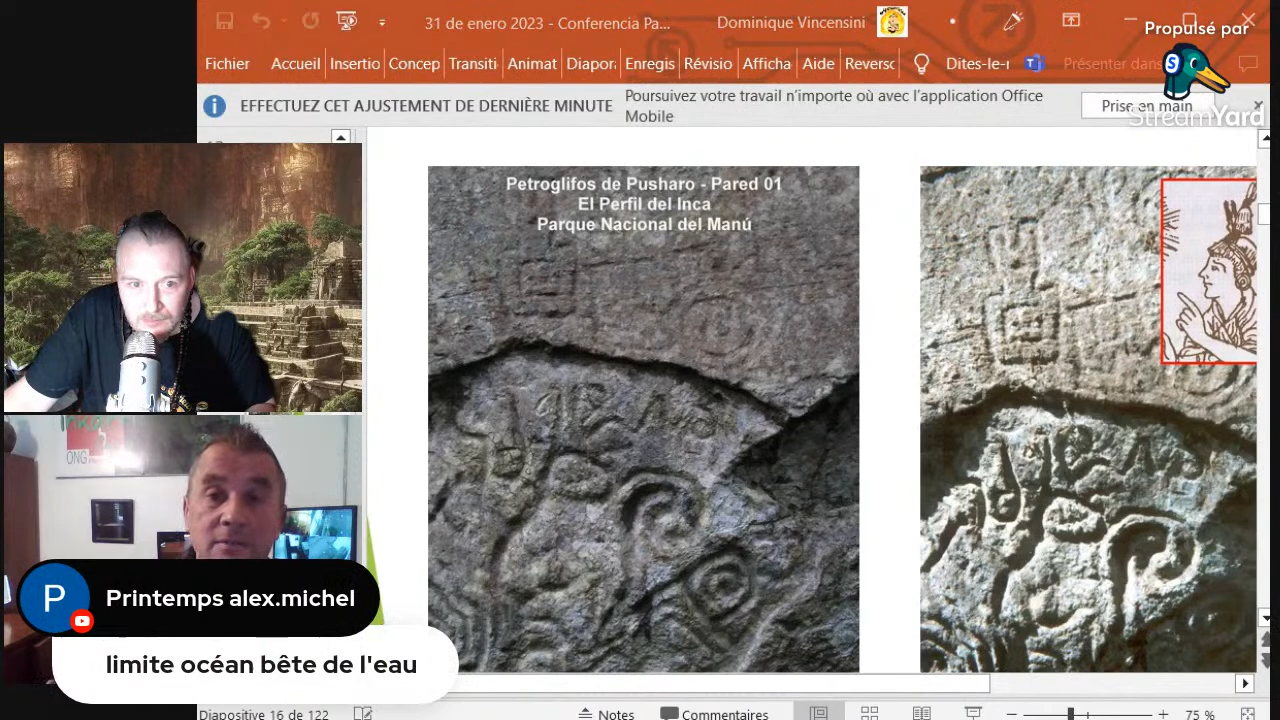 31 de enero 2023 - Conferencia Pa...
Dominique Vincensini
Propulsé par
StreamYard
Fichier
Accueil
Insertio
Concep
Transiti
Animat
Diapora
Enregis
Révisio
Afficha
Aide
Reverso
Dites-le-
Présenter dans
EFFECTUEZ CET AJUSTEMENT DE DERNIÈRE MINUTE
Poursuivez votre travail n'importe où avec l'application Office
Mobile
Prise en main
Petroglifos de Pusharo - Pared 01
El Perfil del Inca
Parque Nacional del Manú
ONG
P
Printemps alex.michel
limite océan bête de l'eau
Diapositive 16 de 122
Notes
Commentaires
75 %